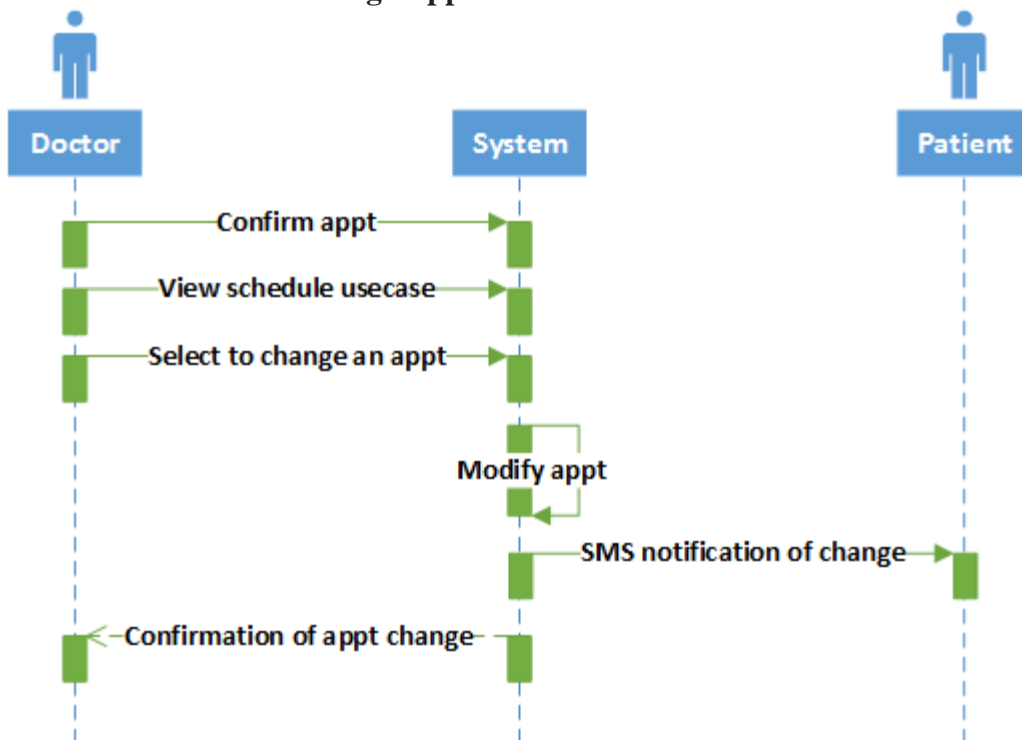 Doctor
System
Patient
Confirm appt
View schedule usecase
Select to change an appt
Modify appt
SMS notification of change
Confirmation of appt change